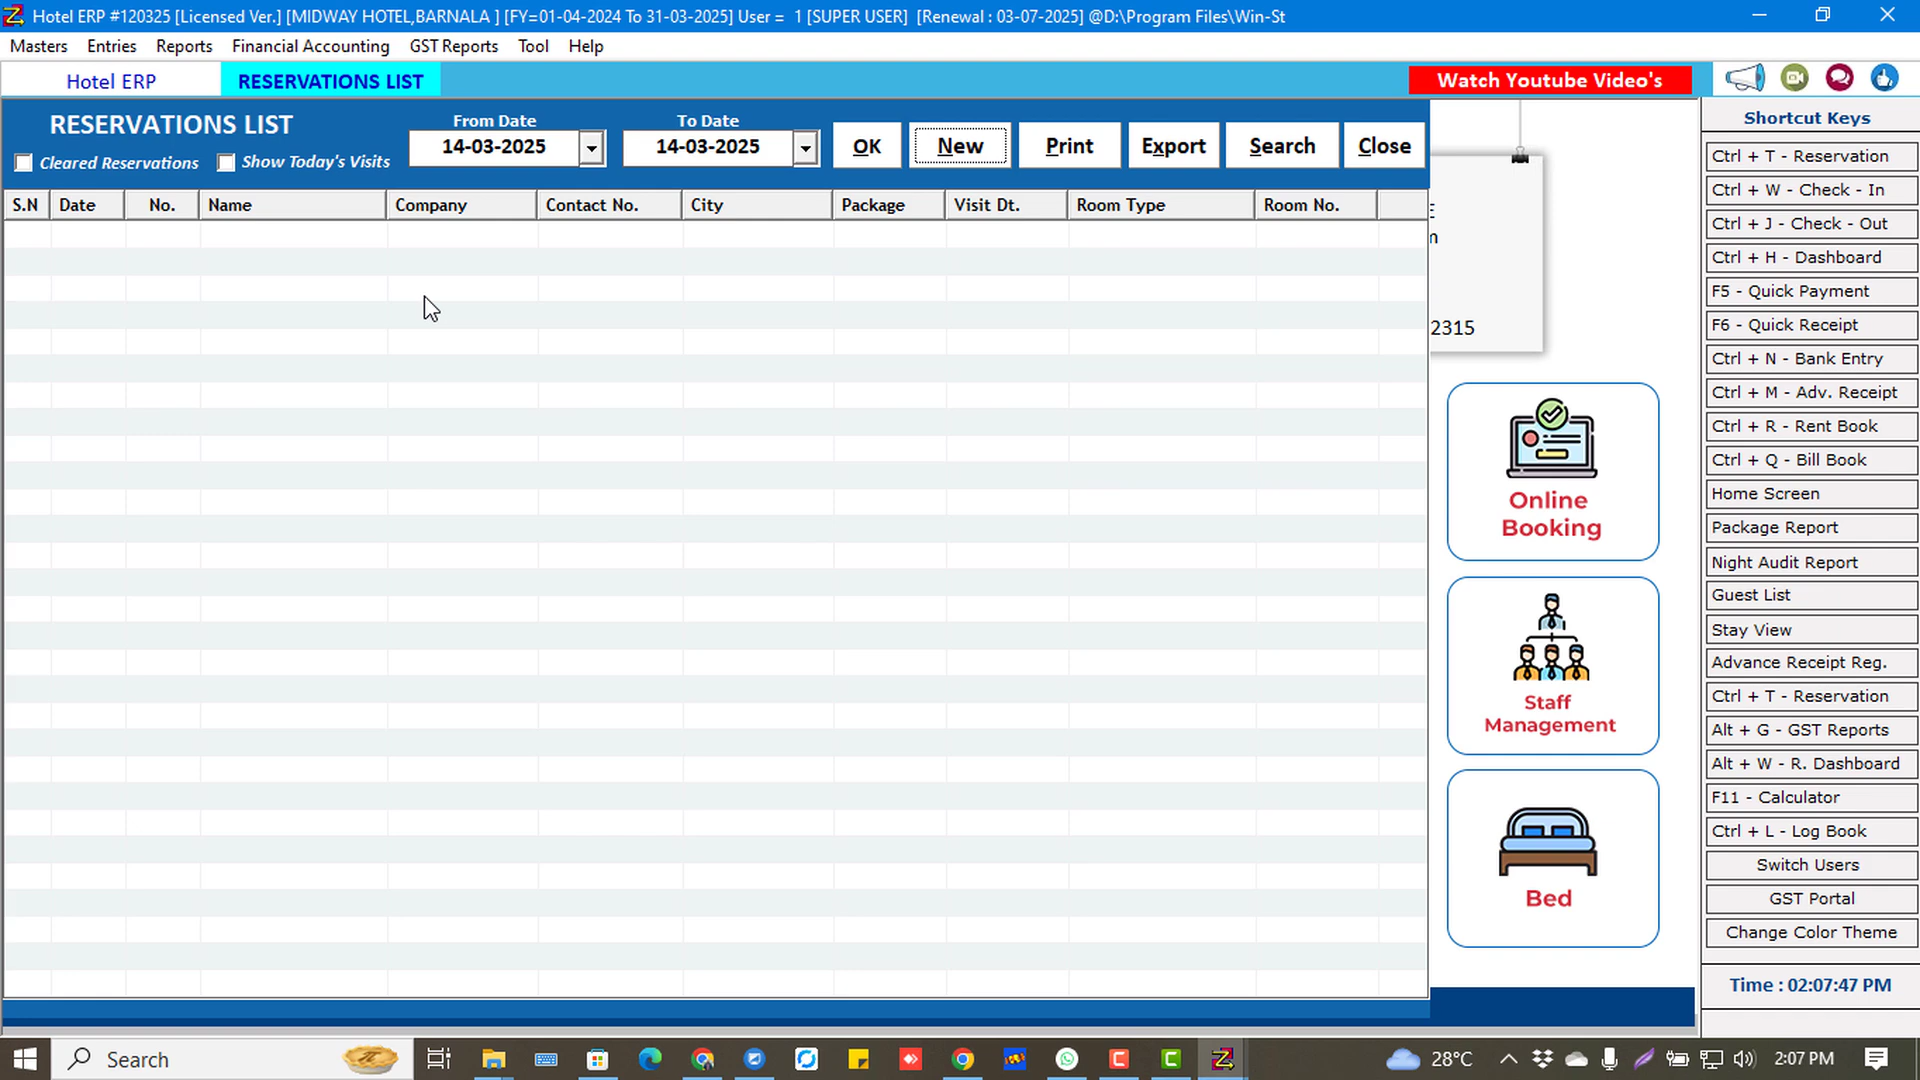 Hotel ERP #120325 [Licensed Ver.] [MIDWAY HOTEL,BARNALA ] [FY=01-04-2024 To 31-03-2025] User = 1 [SUPER USER] [Renewal : 03-07-2025] @D:\Program Files\Win-St
Masters Entries Reports Financial Accounting GST Reports Tool Help
Hotel ERP RESERVATIONS LIST Watch Youtube Video's
RESERVATIONS LIST
From Date To Date
14-03-2025 14-03-2025 OK New Print Export Search Close
Cleared Reservations Show Today's Visits
S.N Date No. Name Company Contact No. City Package Visit Dt. Room Type Room No.
2315
Online
Booking
Staff
Management
Bed
Shortcut Keys
Ctrl + T - Reservation
Ctrl + W - Check - In
Ctrl + J - Check - Out
Ctrl + H - Dashboard
F5 - Quick Payment
F6 - Quick Receipt
Ctrl + N - Bank Entry
Ctrl + M - Adv. Receipt
Ctrl + R - Rent Book
Ctrl + Q - Bill Book
Home Screen
Package Report
Night Audit Report
Guest List
Stay View
Advance Receipt Reg.
Ctrl + T - Reservation
Alt + G - GST Reports
Alt + W - R. Dashboard
F11 - Calculator
Ctrl + L - Log Book
Switch Users
GST Portal
Change Color Theme
Time : 02:07:47 PM
Search 28°C 2:07 PM